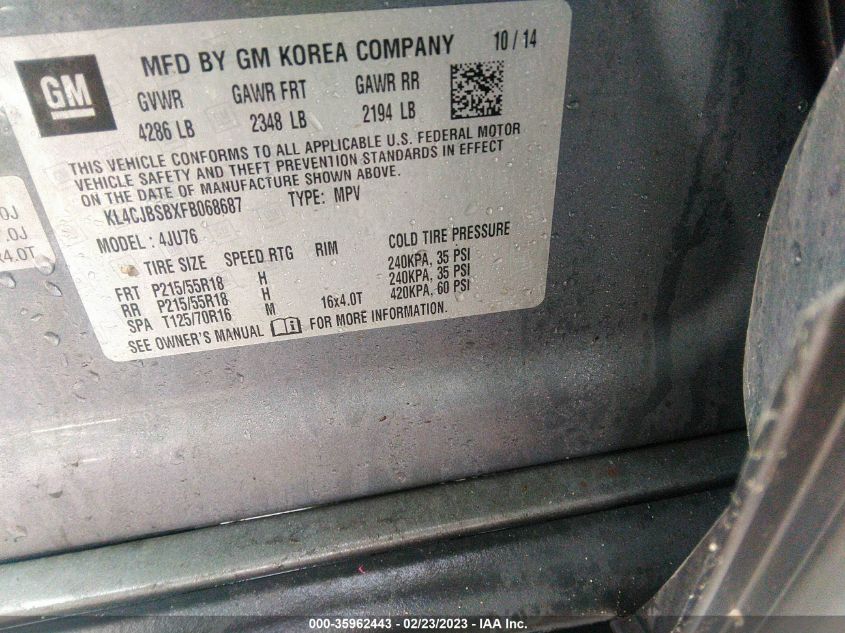 GM
MFD BY GM KOREA COMPANY 10 / 14
GVWR GAWR FRT GAWR RR
4286 LB 2348 LB 2194 LB
THIS VEHICLE CONFORMS TO ALL APPLICABLE U.S. FEDERAL MOTOR
VEHICLE SAFETY AND THEFT PREVENTION STANDARDS IN EFFECT
ON THE DATE OF MANUFACTURE SHOWN ABOVE.
KL4CJBSBXFB068687 TYPE: MPV
MODEL: 4JU76
TIRE SIZE SPEED RTG RIM COLD TIRE PRESSURE
FRT P215/55R18 H 240KPA, 35 PSI
RR P215/55R18 H 240KPA, 35 PSI
SPA T125/70R16 M 16x4.0T 420KPA, 60 PSI
SEE OWNER'S MANUAL FOR MORE INFORMATION.
.0J
.0J
x4.0T
000-35962443 - 02/23/2023 - IAA Inc.